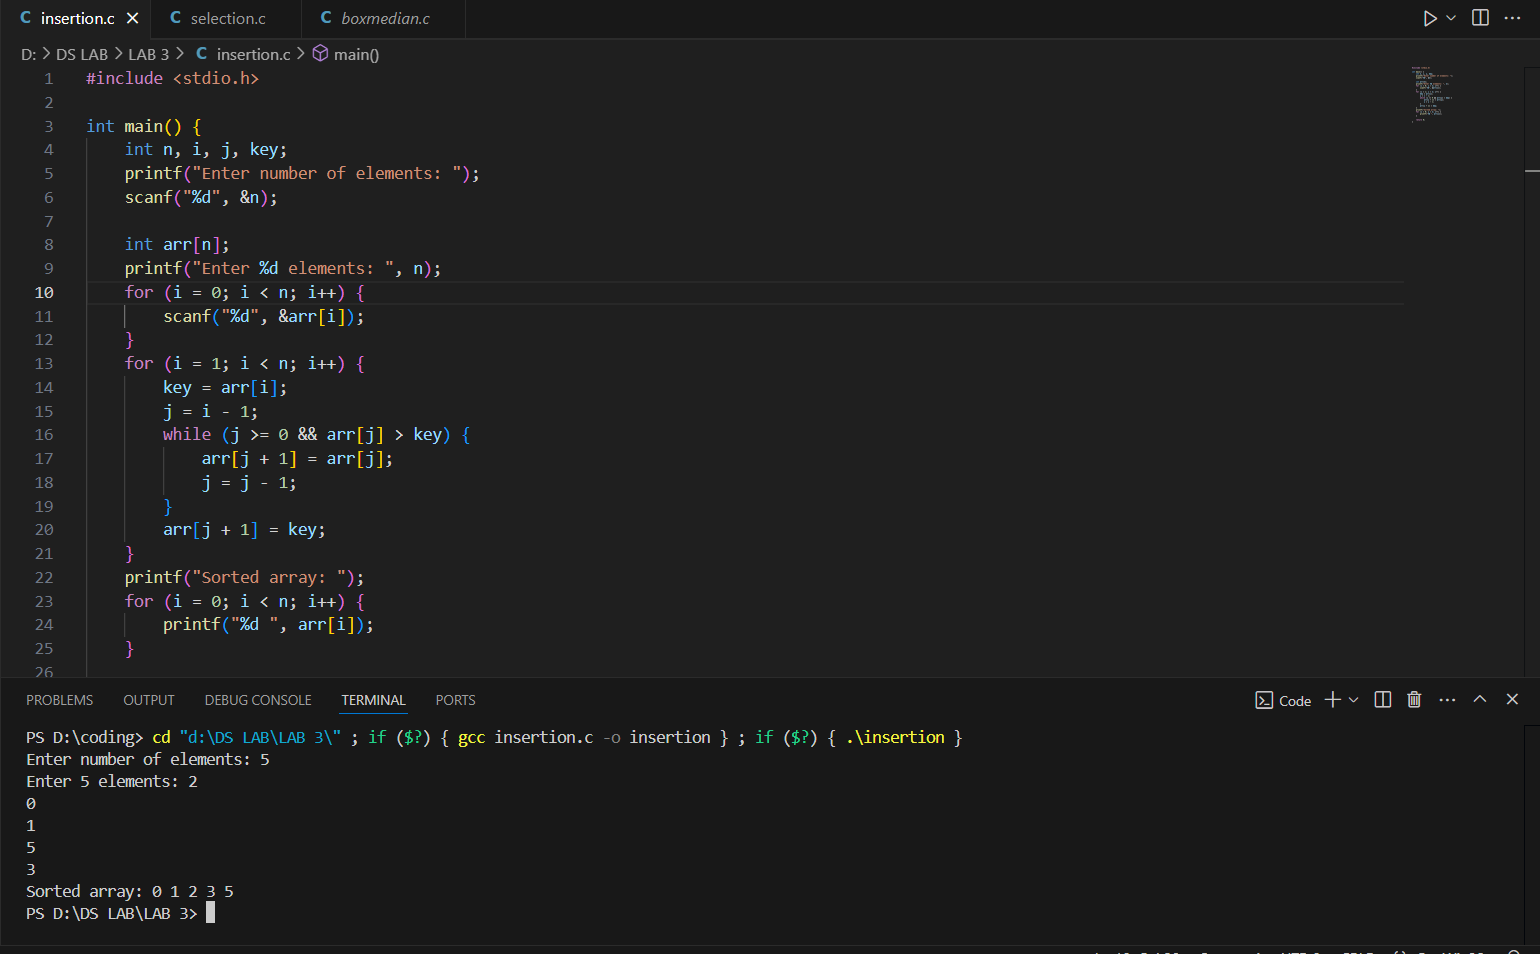 C insertion.c × C selection.c C boxmedian.c
D: > DS LAB > LAB 3 > C insertion.c > main()
1 #include <stdio.h>
2
3 int main() {
4 int n, i, j, key;
5 printf("Enter number of elements: ");
6 scanf("%d", &n);
7
8 int arr[n];
9 printf("Enter %d elements: ", n);
10 for (i = 0; i < n; i++) {
11 scanf("%d", &arr[i]);
12 }
13 for (i = 1; i < n; i++) {
14 key = arr[i];
15 j = i - 1;
16 while (j >= 0 && arr[j] > key) {
17 arr[j + 1] = arr[j];
18 j = j - 1;
19 }
20 arr[j + 1] = key;
21 }
22 printf("Sorted array: ");
23 for (i = 0; i < n; i++) {
24 printf("%d ", arr[i]);
25 }
26
PROBLEMS OUTPUT DEBUG CONSOLE TERMINAL PORTS Code
PS D:\coding> cd "d:\DS LAB\LAB 3\" ; if ($?) { gcc insertion.c -o insertion } ; if ($?) { .\insertion }
Enter number of elements: 5
Enter 5 elements: 2
0
1
5
3
Sorted array: 0 1 2 3 5
PS D:\DS LAB\LAB 3>